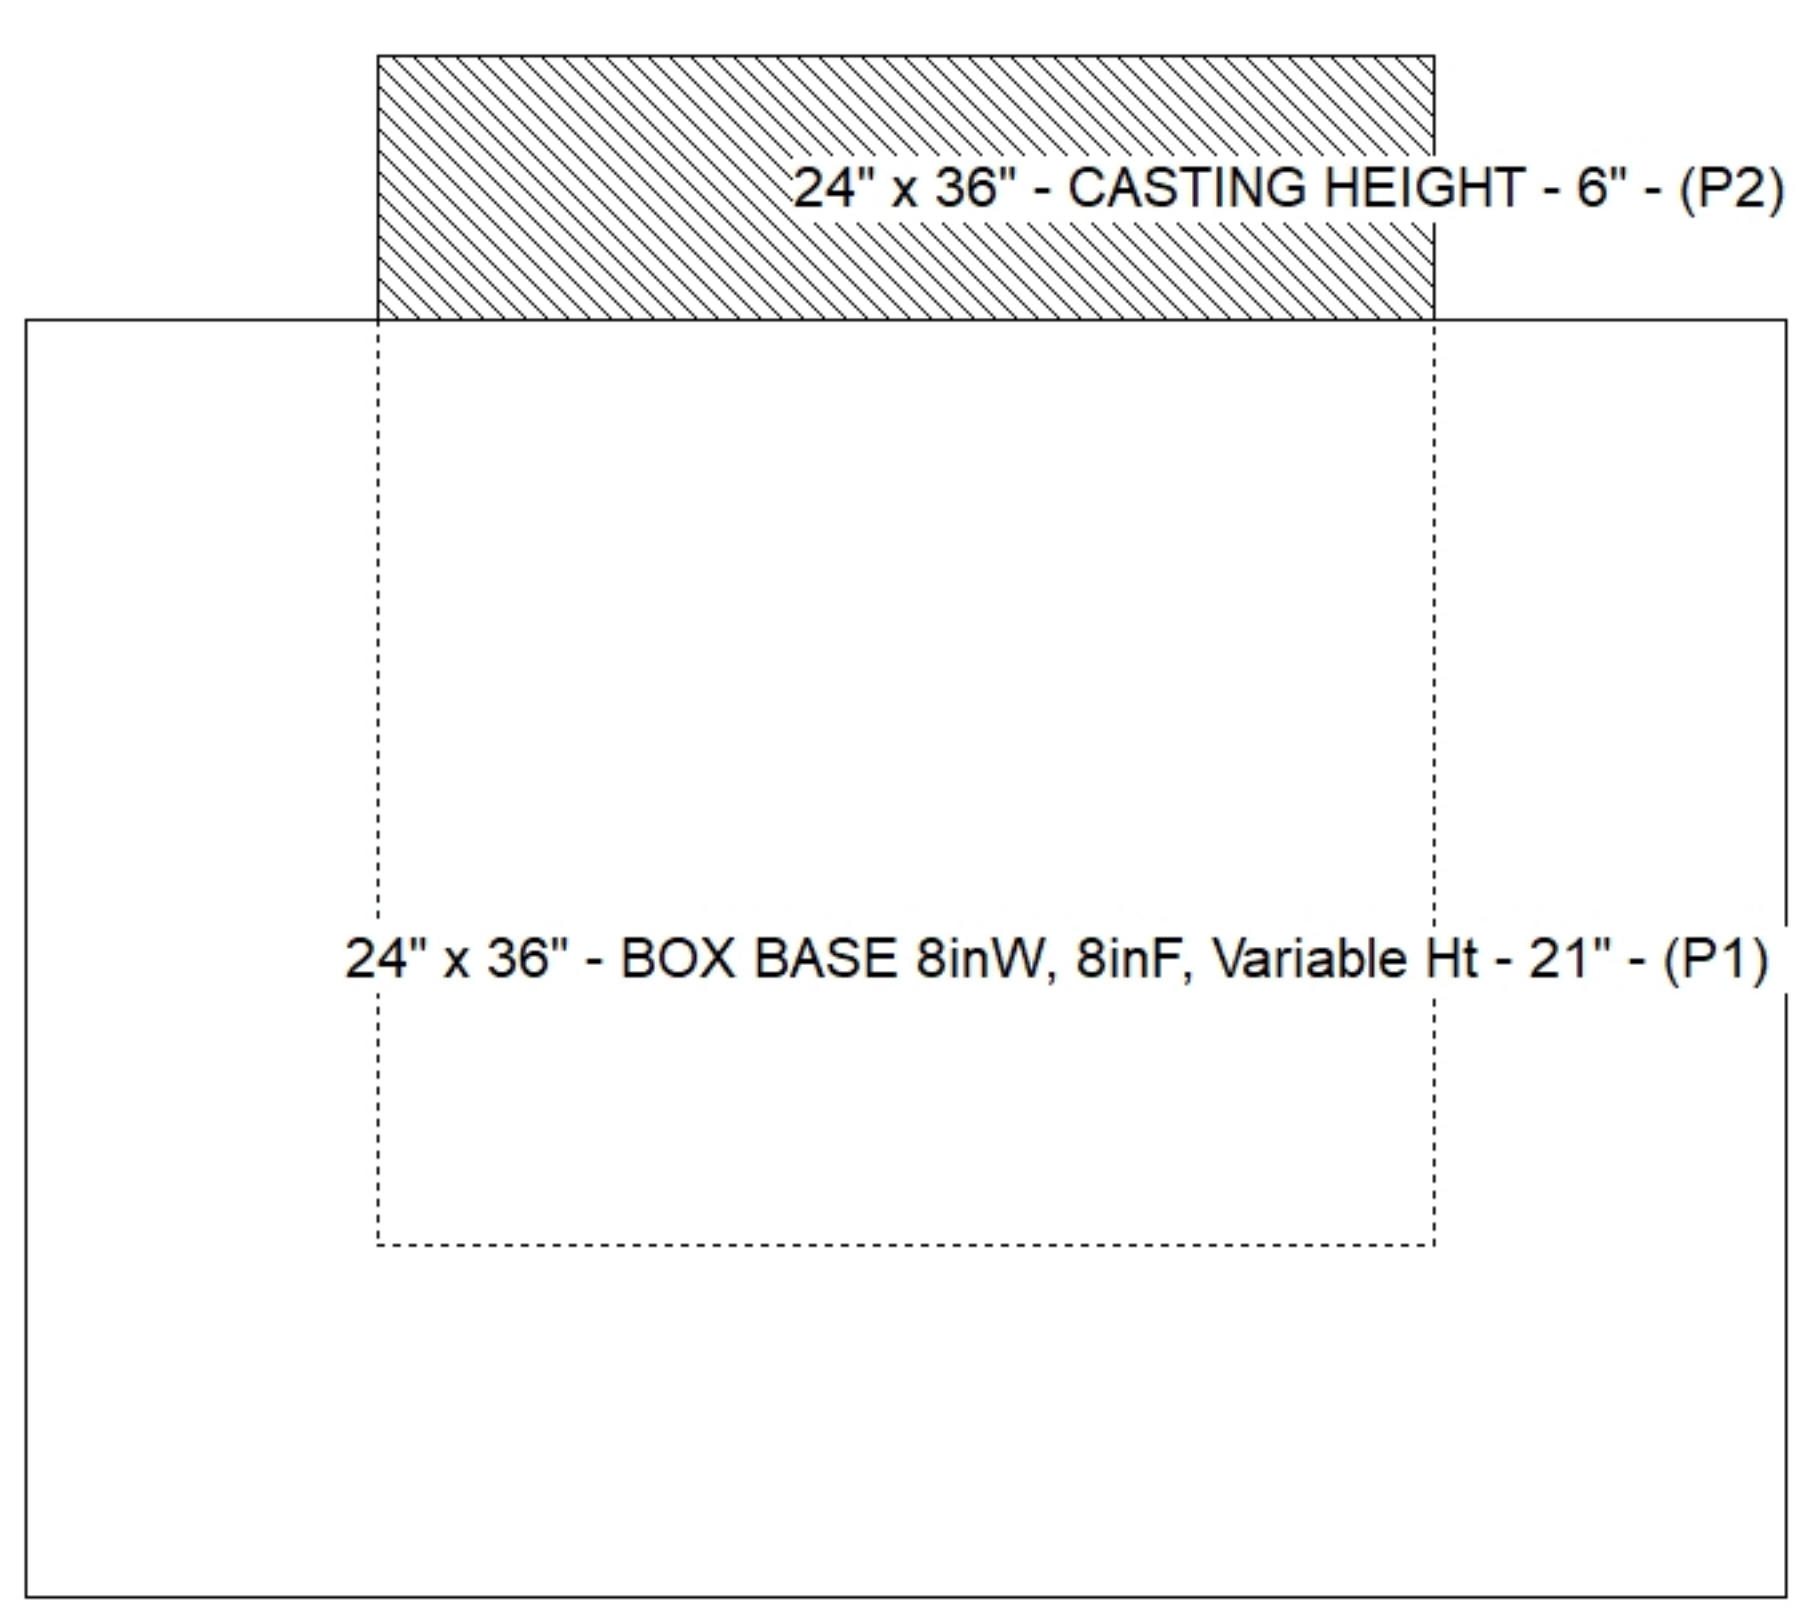 24" x 36" - CASTING HEIGHT - 6" - (P2)
24" x 36" - BOX BASE 8inW, 8inF, Variable Ht - 21" - (P1)